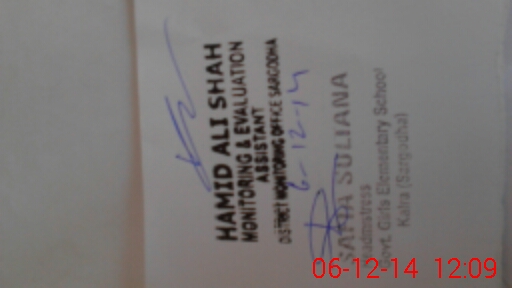 HAMID ALI SHAH
MONITORING & EVALUATION
ASSISTANT
DISTRICT MONITORING OFFICE SARGODHA
6-12-14
SULTANA
Headmistress
Govt. Girls Elementary School
(Sargodha)
06-12-14 12:09